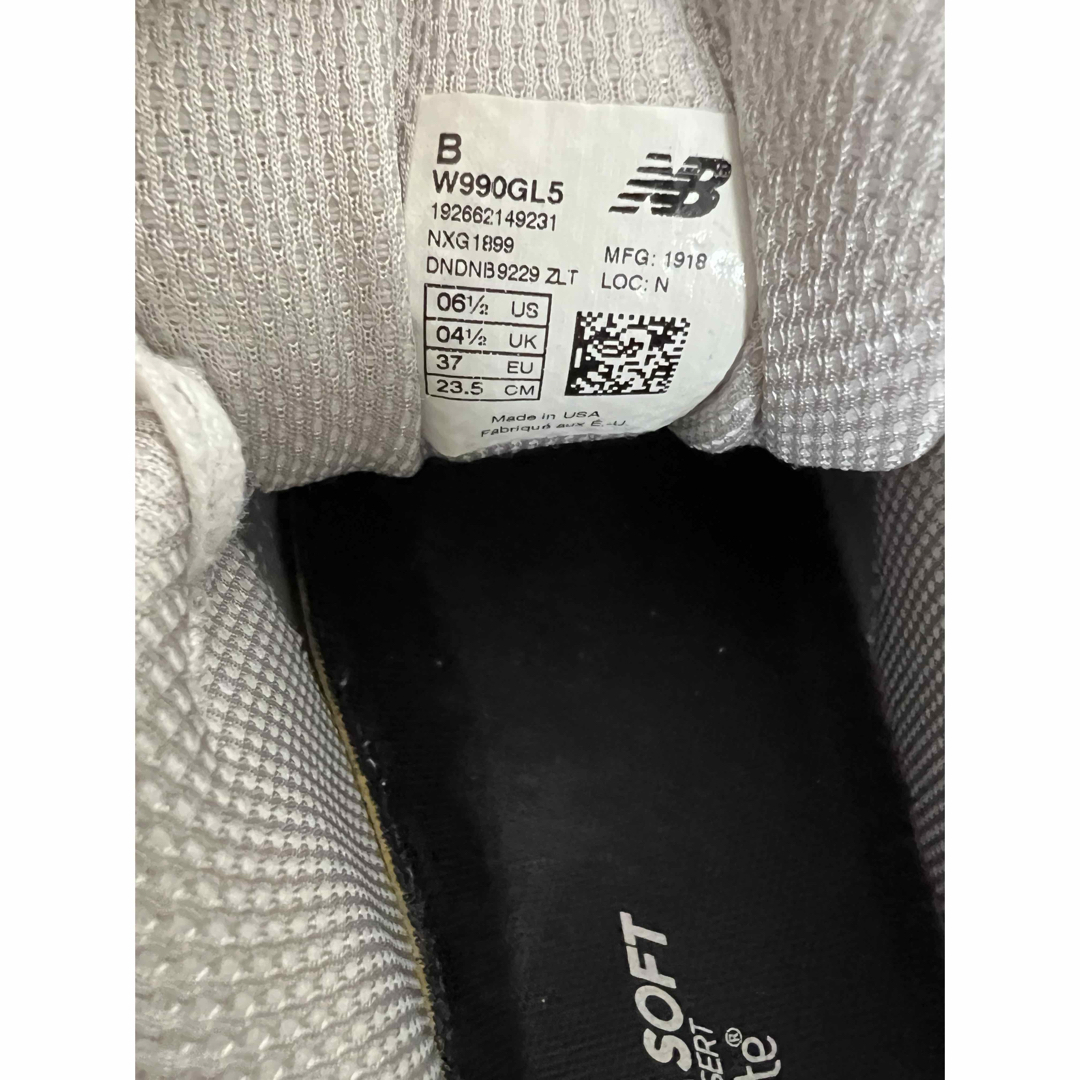 B
W990GL5
192662149231
NXG1899
DNDNB9229 ZLT
NB
MFG: 1918
LOC: N
06½ US
04½ UK
37 EU
23.5 CM
Made in USA
Fabriqué aux É.-U.
SOFT